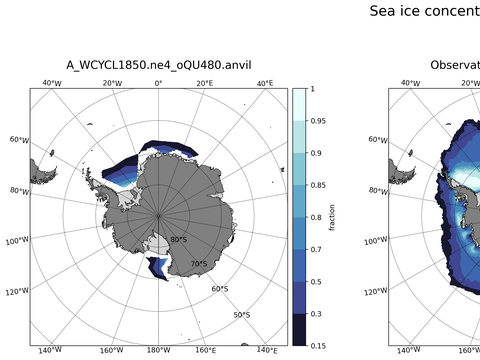 Sea ice concent
A_WCYCL1850.ne4_oQU480.anvil
Observat
40°W 20°W 0° 20°E 40°E
60°W
80°W
100°W
120°W
140°W 160°W 180°W 160°E 140°E
80°S
70°S
60°S
50°S
1
0.95
0.9
0.85
0.8
0.7
0.5
0.3
0.15
fraction
40°W 20°W
60°W
80°W
100°W
120°W
140°W 160°W